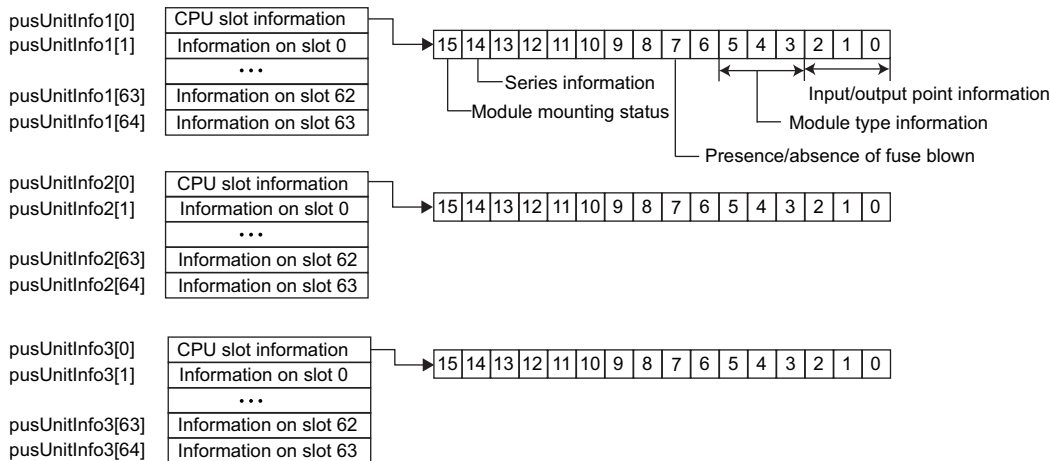 pusUnitInfo1[0] CPU slot information
pusUnitInfo1[1] Information on slot 0
15 14 13 12 11 10 9 8 7 6 5 4 3 2 1 0
...
pusUnitInfo1[63] Information on slot 62
pusUnitInfo1[64] Information on slot 63
Series information
Module mounting status
Input/output point information
Module type information
Presence/absence of fuse blown
pusUnitInfo2[0] CPU slot information
pusUnitInfo2[1] Information on slot 0
15 14 13 12 11 10 9 8 7 6 5 4 3 2 1 0
...
pusUnitInfo2[63] Information on slot 62
pusUnitInfo2[64] Information on slot 63
pusUnitInfo3[0] CPU slot information
pusUnitInfo3[1] Information on slot 0
15 14 13 12 11 10 9 8 7 6 5 4 3 2 1 0
...
pusUnitInfo3[63] Information on slot 62
pusUnitInfo3[64] Information on slot 63